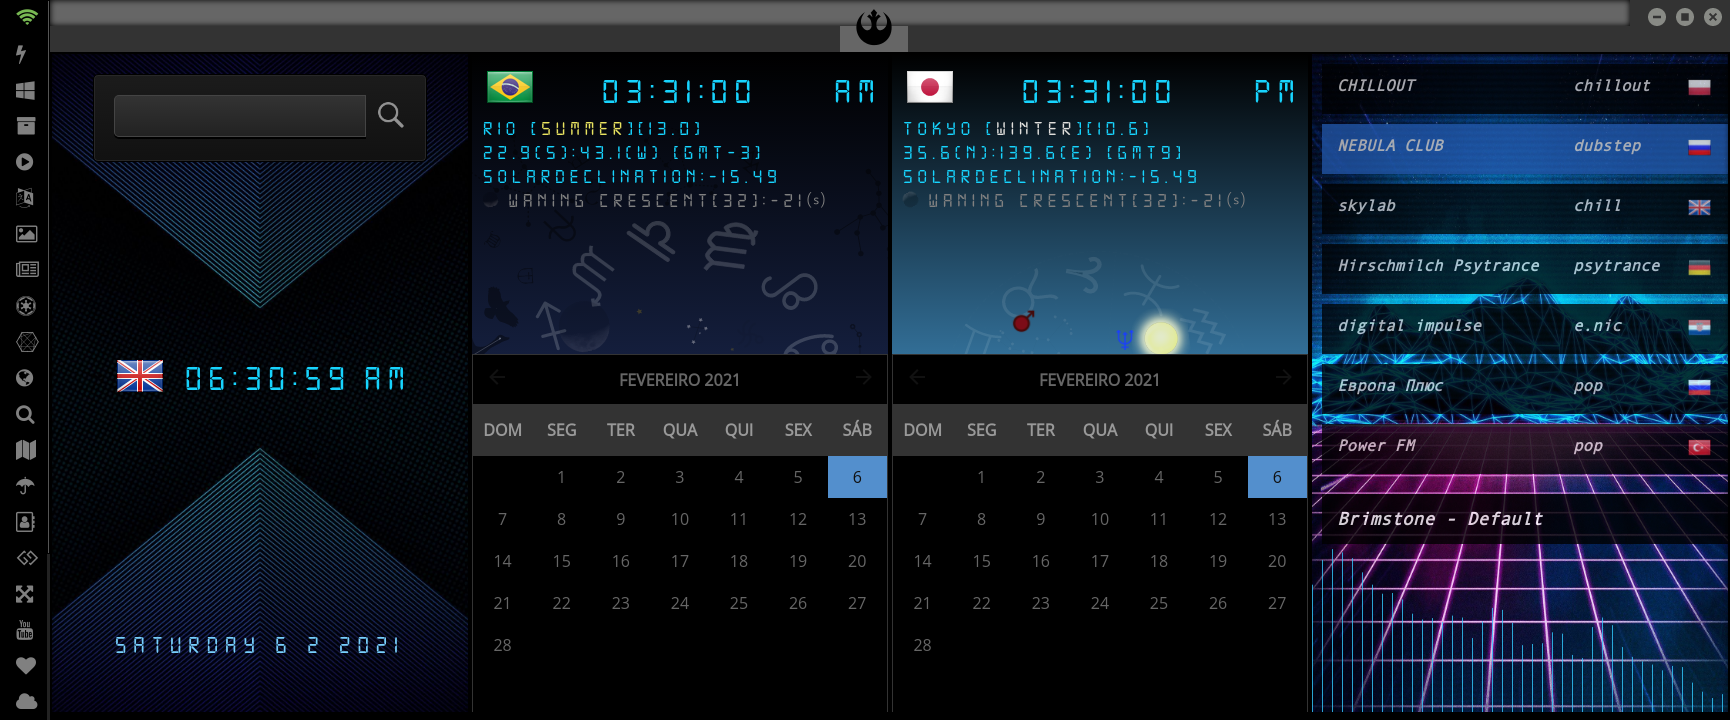 06:30:59 AM
SATURDAY 6 2 2021
03:31:00 AM
RIO [SUMMER][13.0]
22.9(S):43.1(W) [GMT-3]
SOLARDECLINATION:-15.49
WANING CRESCENT[32]:-21(s)
FEVEREIRO 2021
DOM SEG TER QUA QUI SEX SÁB
1 2 3 4 5 6
7 8 9 10 11 12 13
14 15 16 17 18 19 20
21 22 23 24 25 26 27
28
03:31:00 PM
TOKYO [WINTER][10.6]
35.6(N):139.6(E) [GMT9]
SOLARDECLINATION:-15.49
WANING CRESCENT[32]:-21(s)
FEVEREIRO 2021
DOM SEG TER QUA QUI SEX SÁB
1 2 3 4 5 6
7 8 9 10 11 12 13
14 15 16 17 18 19 20
21 22 23 24 25 26 27
28
CHILLOUT chillout
NEBULA CLUB dubstep
skylab chill
Hirschmilch Psytrance psytrance
digital impulse e.nic
Европа Плюс pop
Power FM pop
Brimstone - Default
You
Tube